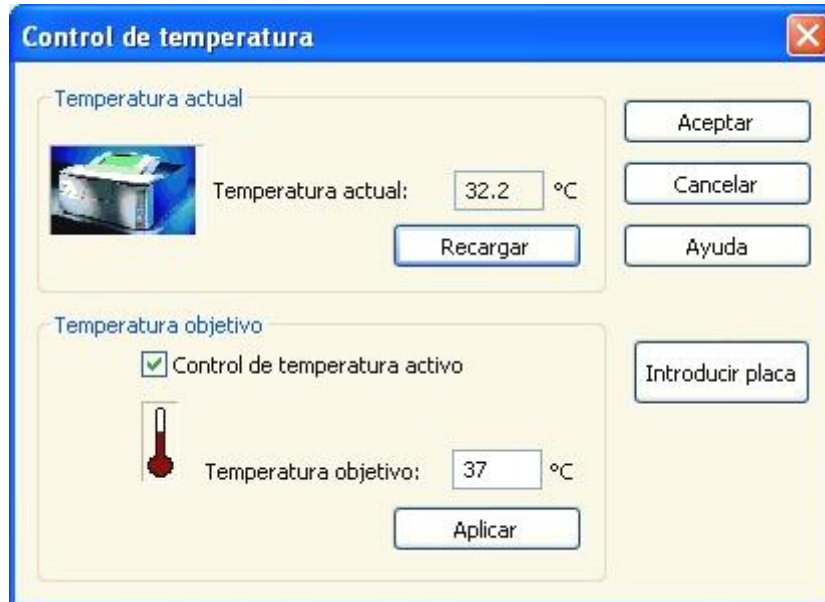 Control de temperatura
Temperatura actual
Aceptar
Temperatura actual: 32.2 °C
Cancelar
Recargar
Ayuda
Temperatura objetivo
Control de temperatura activo
Introducir placa
Temperatura objetivo: 37 °C
Aplicar